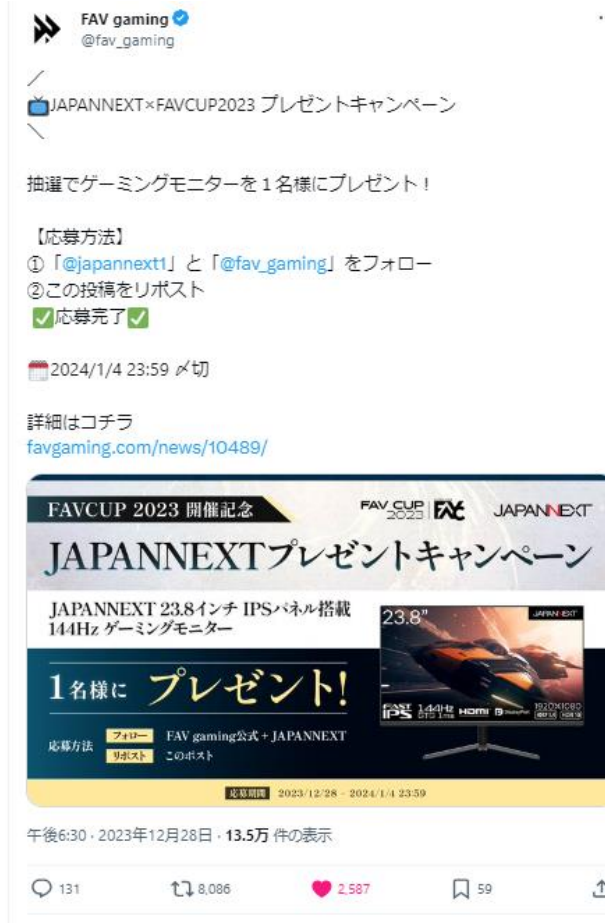 FAV gaming
@fav_gaming
／
JAPANNEXT×FAVCUP2023 プレゼントキャンペーン
＼
抽選でゲーミングモニターを１名様にプレゼント！
【応募方法】
①「@japannext1」と「@fav_gaming」をフォロー
②この投稿をリポスト
✅応募完了✅
2024/1/4 23:59 〆切
詳細はコチラ
favgaming.com/news/10489/
FAVCUP 2023 開催記念
FAV CUP 2023 FAV JAPANNEXT
JAPANNEXTプレゼントキャンペーン
JAPANNEXT 23.8インチ IPSパネル搭載
144Hz ゲーミングモニター
23.8"
JAPANNEXT
1名様に プレゼント!
FAST IPS 144Hz GTG 1ms HDMI DisplayPort 1920X1080
応募方法
フォロー FAV gaming公式＋JAPANNEXT
リポスト このポスト
応募期間 2023/12/28 - 2024/1/4 23:59
午後6:30 · 2023年12月28日 · 13.5万 件の表示
131 8,086 2,587 59